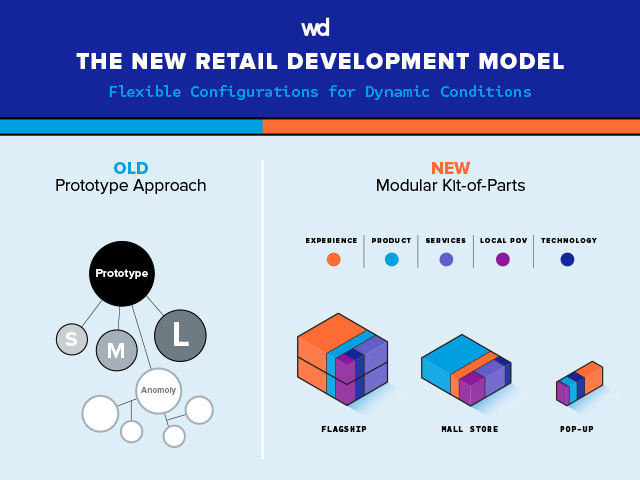 wd
THE NEW RETAIL DEVELOPMENT MODEL
Flexible Configurations for Dynamic Conditions
OLD
Prototype Approach
Prototype
S
M
L
Anomoly
NEW
Modular Kit-of-Parts
EXPERIENCE
PRODUCT
SERVICES
LOCAL POV
TECHNOLOGY
FLAGSHIP
MALL STORE
POP-UP